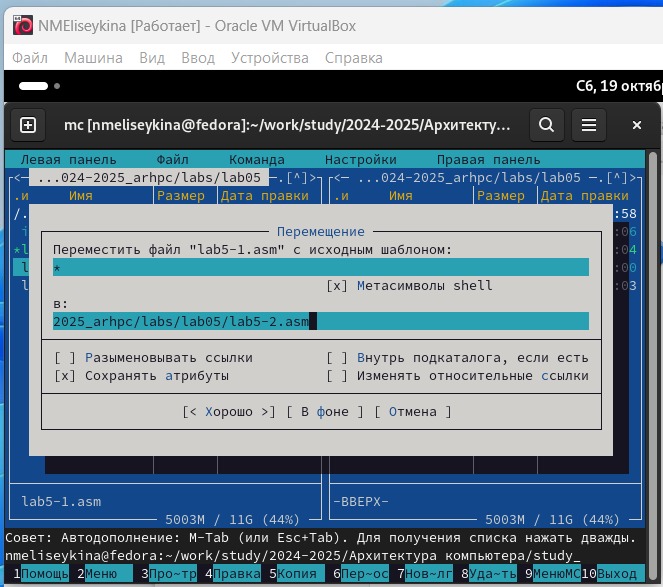 NMEliseykina [Работает] - Oracle VM VirtualBox
Файл Машина Вид Ввод Устройства Справка
Сб, 19 октяб
mc [nmeliseykina@fedora]:~/work/study/2024-2025/Архитекту...
Левая панель Файл Команда Настройки Правая панель
<─ ...024-2025_arhpc/labs/lab05 ─.[^]>┐┌<─ ...024-2025_arhpc/labs/lab05 ─.[^]>
.и Имя Размер Дата правки .и Имя Размер Дата правки
/. :58
Перемещение :06
Переместить файл "lab5-1.asm" с исходным шаблоном: :04
* :00
[x] Метасимволы shell :03
в:
2025_arhpc/labs/lab05/lab5-2.asm
[ ] Разыменовывать ссылки [ ] Внутрь подкаталога, если есть
[x] Сохранять атрибуты [ ] Изменять относительные ссылки
[< Хорошо >] [ В фоне ] [ Отмена ]
lab5-1.asm -ВВЕРХ-
5003M / 11G (44%) 5003M / 11G (44%)
Совет: Автодополнение: M-Tab (или Esc+Tab). Для получения списка нажать дважды.
nmeliseykina@fedora:~/work/study/2024-2025/Архитектура компьютера/study_
1Помощь 2Меню 3Про~тр 4Правка 5Копия 6Пер~ос 7Нов~лг 8Уда~ть 9МенюMC 10Выход